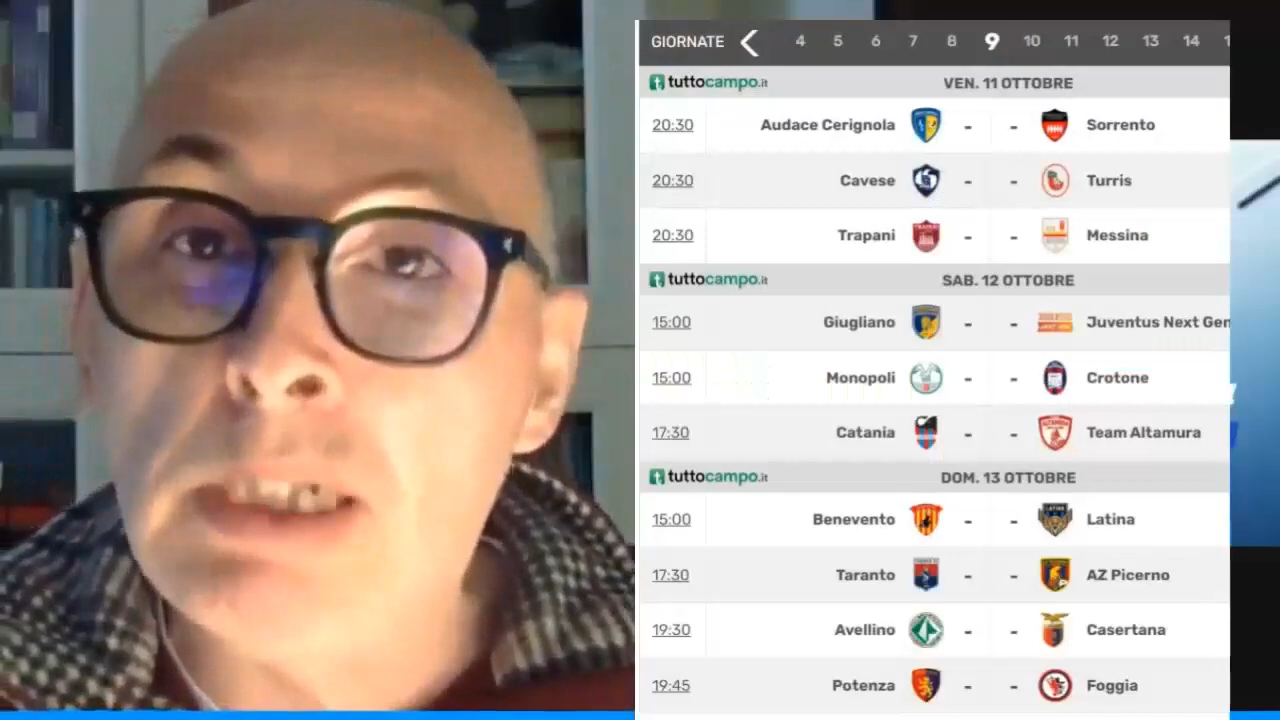 GIORNATE 4 5 6 7 8 9 10 11 12 13 14
tuttocampo.it VEN. 11 OTTOBRE
20:30 Audace Cerignola - - Sorrento
20:30 Cavese - - Turris
20:30 Trapani - - Messina
tuttocampo.it SAB. 12 OTTOBRE
15:00 Giugliano - - Juventus Next Gen
15:00 Monopoli - - Crotone
17:30 Catania - - Team Altamura
tuttocampo.it DOM. 13 OTTOBRE
15:00 Benevento - - Latina
17:30 Taranto - - AZ Picerno
19:30 Avellino - - Casertana
19:45 Potenza - - Foggia